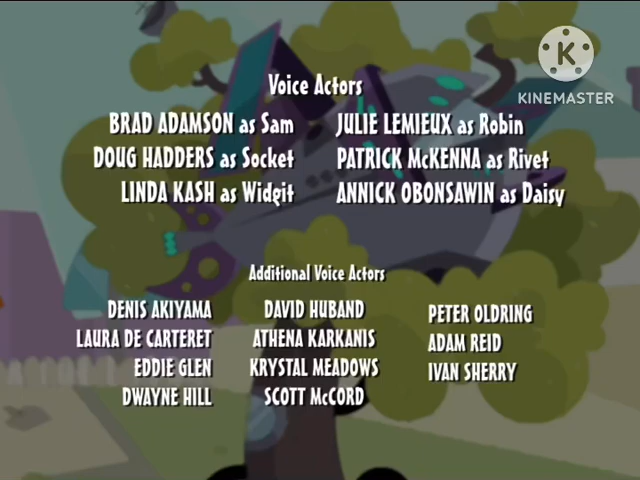 KINEMASTER
Voice Actors
BRAD ADAMSON as Sam
JULIE LEMIEUX as Robin
DOUG HADDERS as Socket
PATRICK McKENNA as Rivet
LINDA KASH as Widgit
ANNICK OBONSAWIN as Daisy
Additional Voice Actors
DENIS AKIYAMA
LAURA DE CARTERET
EDDIE GLEN
DWAYNE HILL
DAVID HUBAND
ATHENA KARKANIS
KRYSTAL MEADOWS
SCOTT McCORD
PETER OLDRING
ADAM REID
IVAN SHERRY